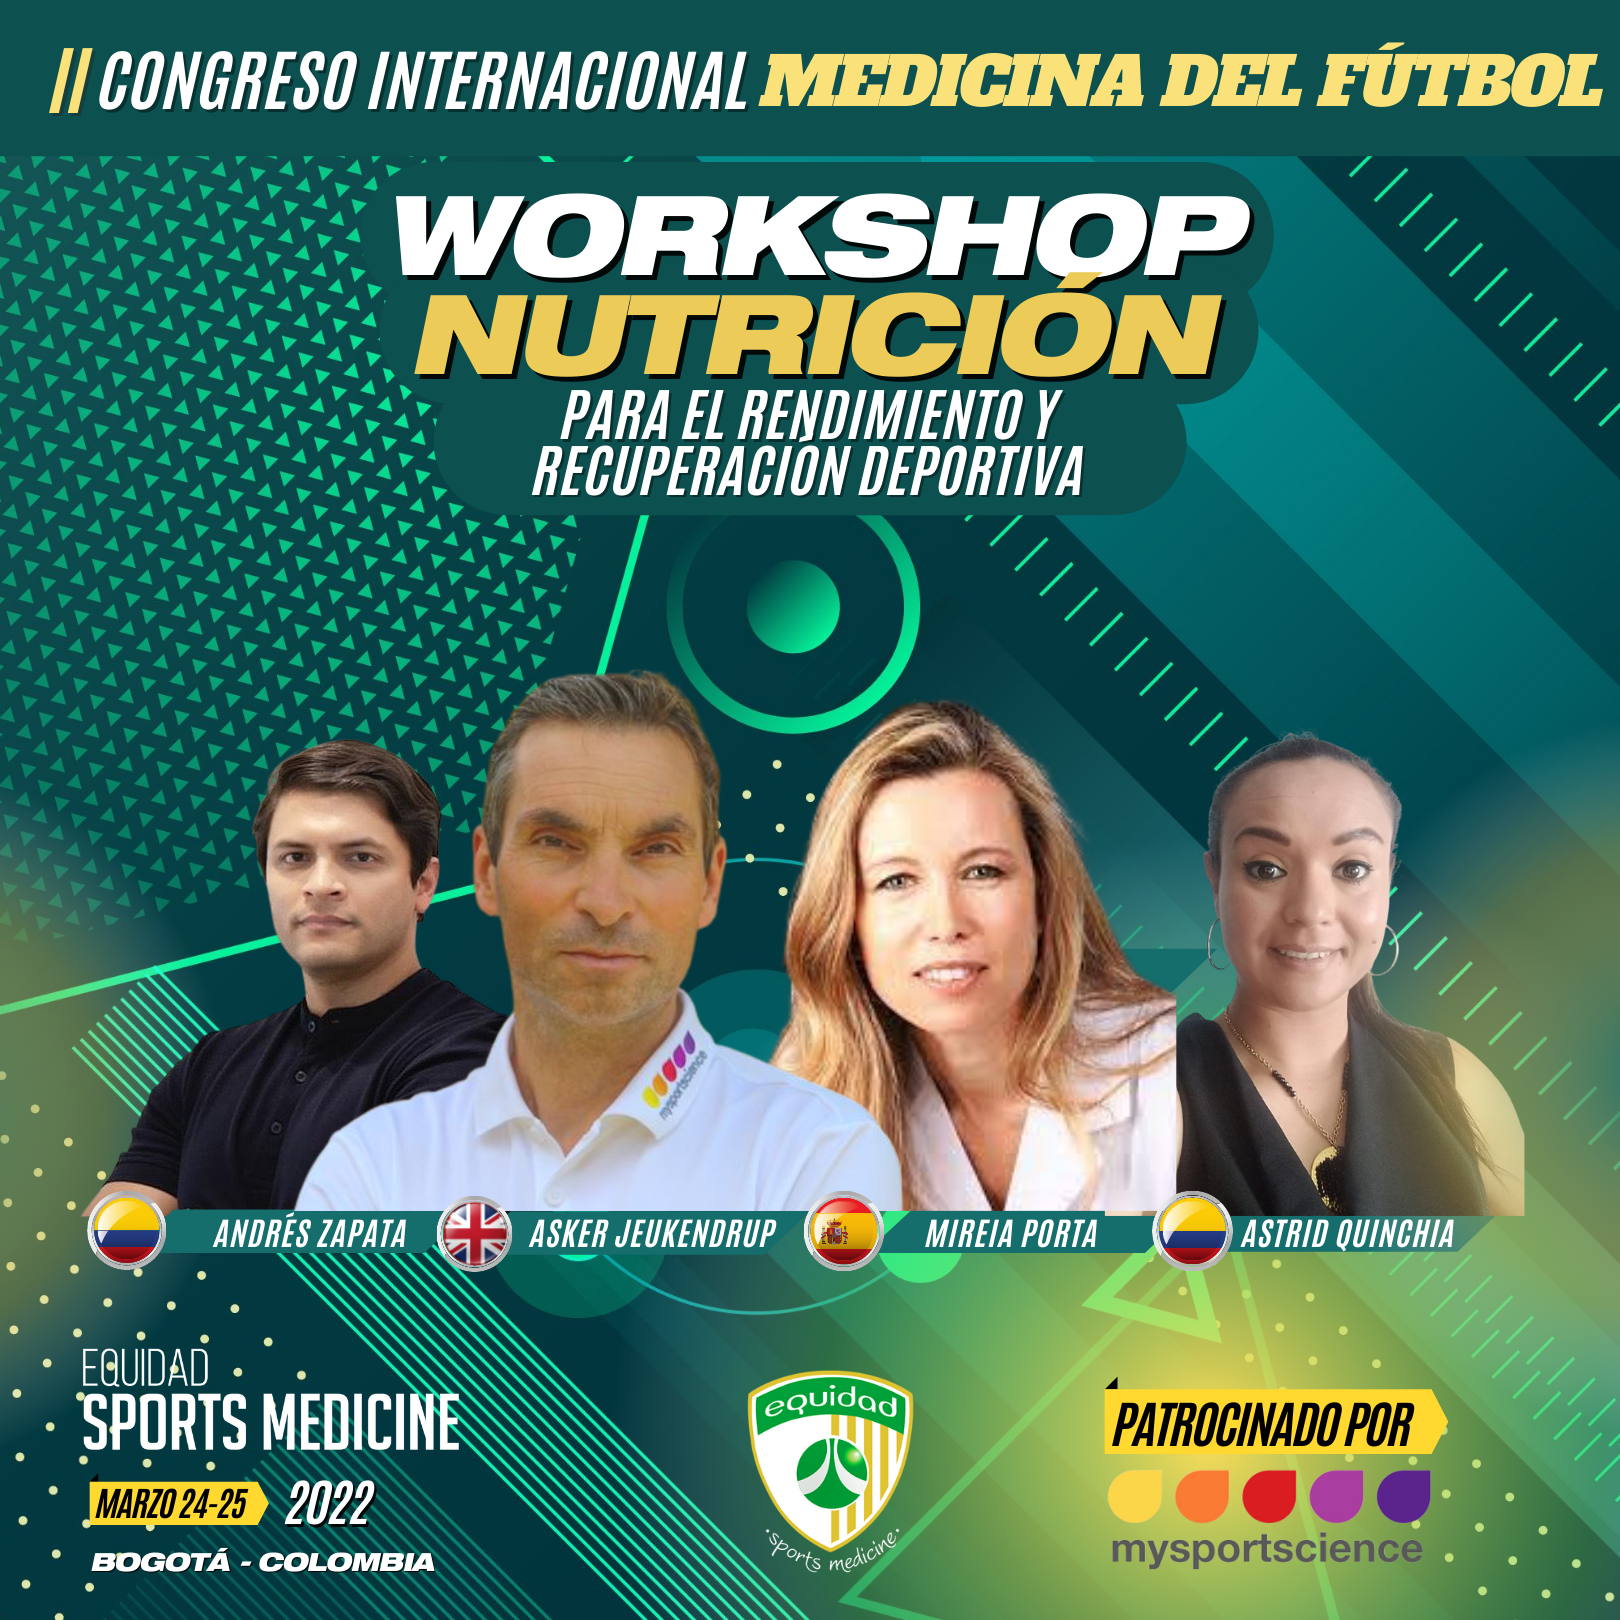 II CONGRESO INTERNACIONAL MEDICINA DEL FÚTBOL
WORKSHOP
NUTRICIÓN
PARA EL RENDIMIENTO Y
RECUPERACIÓN DEPORTIVA
mysportscience
ANDRÉS ZAPATA
ASKER JEUKENDRUP
MIREIA PORTA
ASTRID QUINCHIA
EQUIDAD
SPORTS MEDICINE
MARZO 24-25 2022
BOGOTÁ - COLOMBIA
equidad
sports medicine
PATROCINADO POR
mysportscience